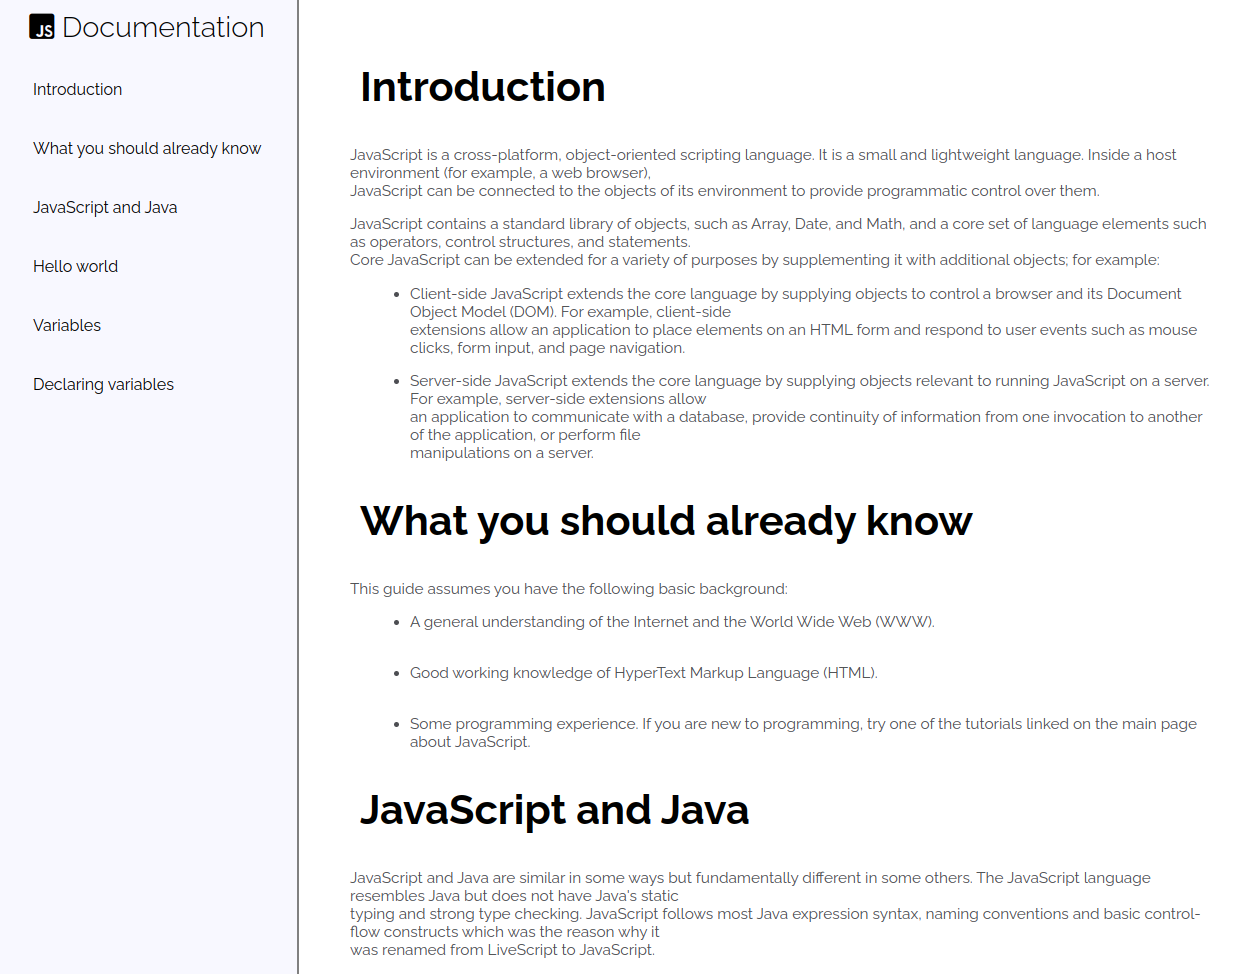 JS Documentation
Introduction
What you should already know
JavaScript and Java
Hello world
Variables
Declaring variables
Introduction
JavaScript is a cross-platform, object-oriented scripting language. It is a small and lightweight language. Inside a host
environment (for example, a web browser),
JavaScript can be connected to the objects of its environment to provide programmatic control over them.
JavaScript contains a standard library of objects, such as Array, Date, and Math, and a core set of language elements such
as operators, control structures, and statements.
Core JavaScript can be extended for a variety of purposes by supplementing it with additional objects; for example:
• Client-side JavaScript extends the core language by supplying objects to control a browser and its Document
Object Model (DOM). For example, client-side
extensions allow an application to place elements on an HTML form and respond to user events such as mouse
clicks, form input, and page navigation.
• Server-side JavaScript extends the core language by supplying objects relevant to running JavaScript on a server.
For example, server-side extensions allow
an application to communicate with a database, provide continuity of information from one invocation to another
of the application, or perform file
manipulations on a server.
What you should already know
This guide assumes you have the following basic background:
• A general understanding of the Internet and the World Wide Web (WWW).
• Good working knowledge of HyperText Markup Language (HTML).
• Some programming experience. If you are new to programming, try one of the tutorials linked on the main page
about JavaScript.
JavaScript and Java
JavaScript and Java are similar in some ways but fundamentally different in some others. The JavaScript language
resembles Java but does not have Java's static
typing and strong type checking. JavaScript follows most Java expression syntax, naming conventions and basic control-
flow constructs which was the reason why it
was renamed from LiveScript to JavaScript.